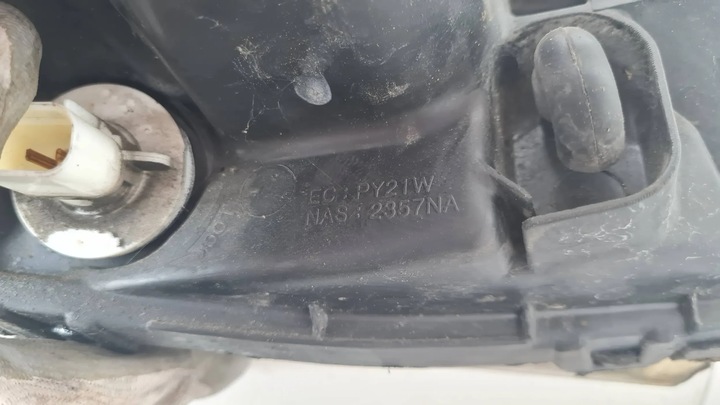 EC : PY21W
NAS : 2357NA